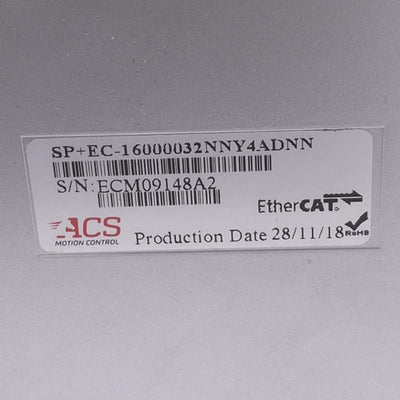 SP+EC-16000032NNY4ADNN
S/N:ECM09148A2
EtherCAT
ACS
MOTION CONTROL
Production Date 28/11/18
RoHS